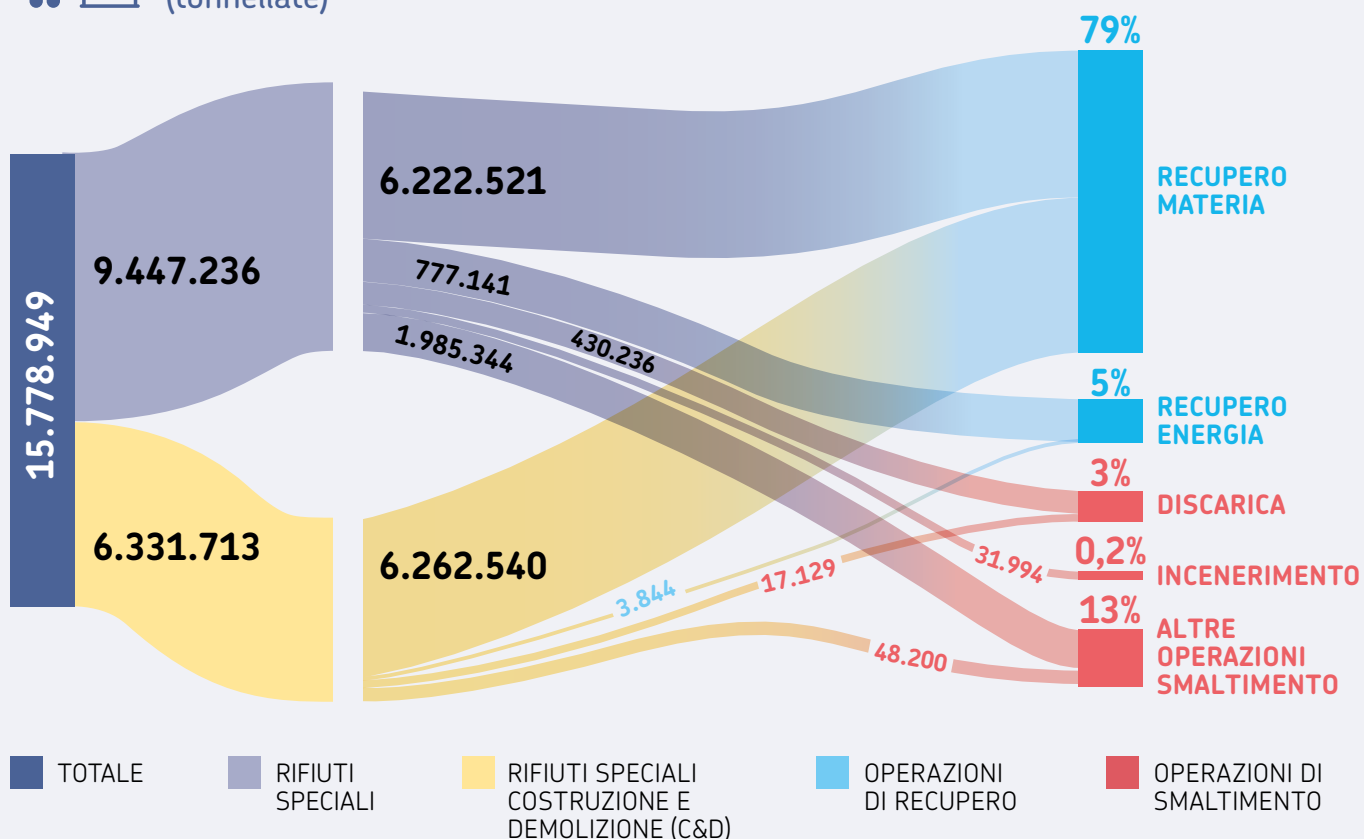 (tonnellate)
79%
RECUPERO
MATERIA
6.222.521
9.447.236
777.141
430.236
1.985.344
15.778.949
5%
RECUPERO
ENERGIA
3%
DISCARICA
6.331.713
6.262.540
3.844
17.129
31.994
0,2%
INCENERIMENTO
13%
ALTRE
OPERAZIONI
SMALTIMENTO
48.200
TOTALE
RIFIUTI
SPECIALI
RIFIUTI SPECIALI
COSTRUZIONE E
DEMOLIZIONE (C&D)
OPERAZIONI
DI RECUPERO
OPERAZIONI DI
SMALTIMENTO